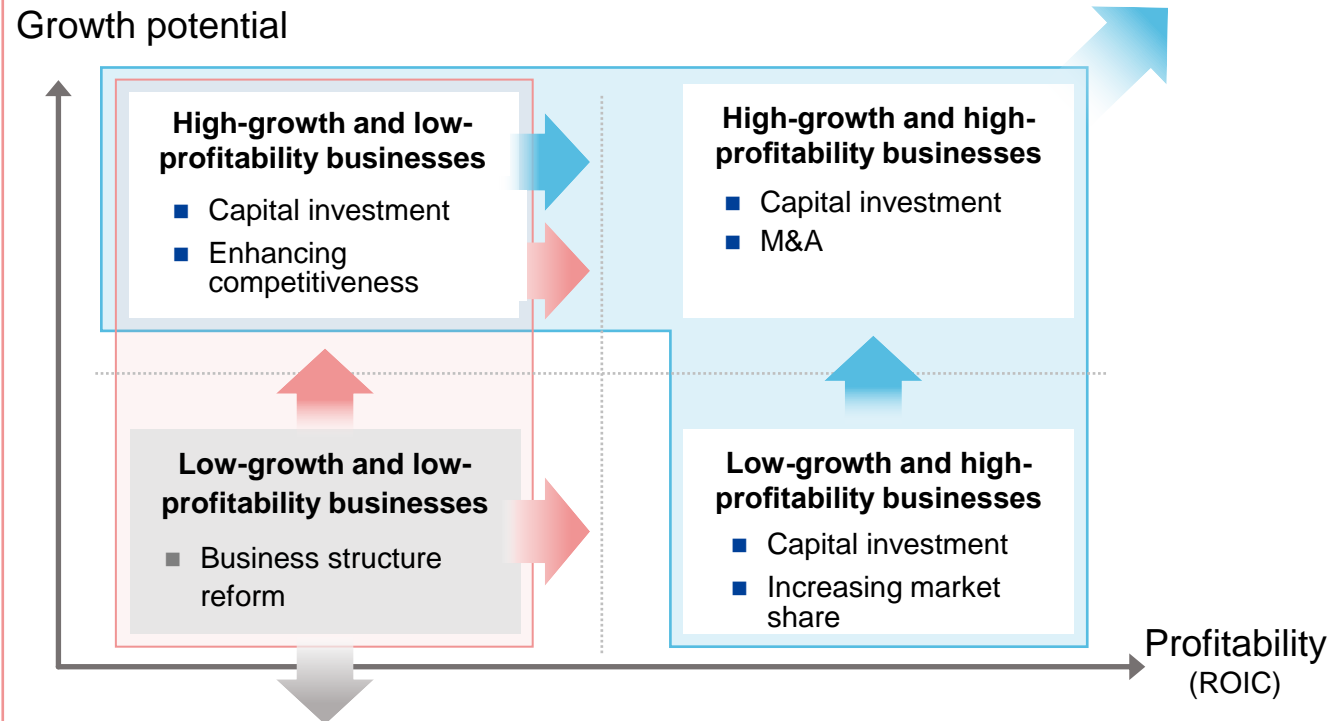 Growth potential
High-growth and low-
profitability businesses
■ Capital investment
■ Enhancing
competitiveness
High-growth and high-
profitability businesses
■ Capital investment
■ M&A
Low-growth and low-
profitability businesses
■ Business structure
reform
Low-growth and high-
profitability businesses
■ Capital investment
■ Increasing market
share
Profitability
(ROIC)